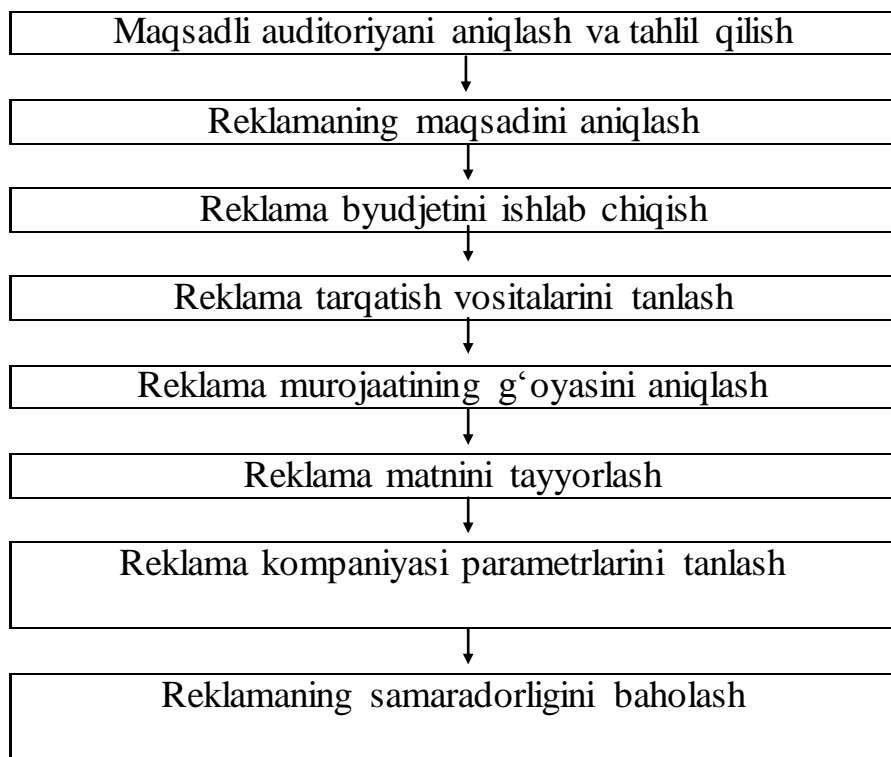 Maqsadli auditoriyani aniqlash va tahlil qilish
Reklamaning maqsadini aniqlash
Reklama byudjetini ishlab chiqish
Reklama tarqatish vositalarini tanlash
Reklama murojaatining g‘oyasini aniqlash
Reklama matnini tayyorlash
Reklama kompaniyasi parametrlarini tanlash
Reklamaning samaradorligini baholash